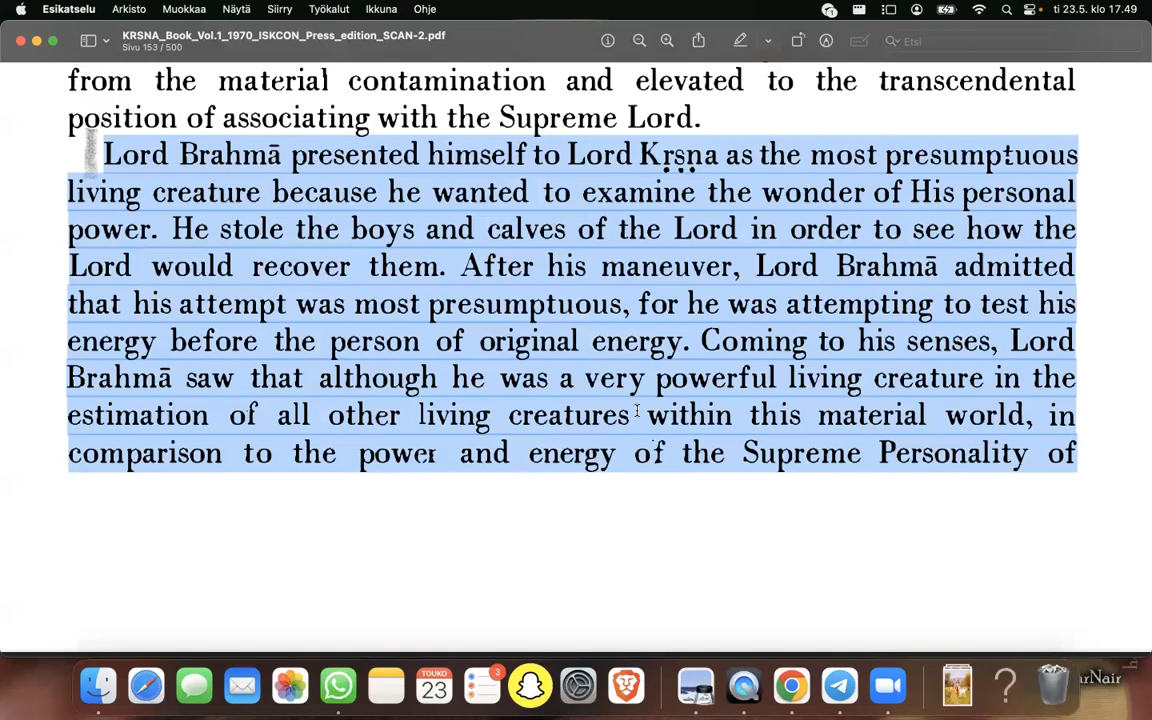 Esikatselu Arkisto Muokkaa Näytä Siirry Työkalut Ikkuna Ohje ti 23.5. klo 17.49
KRSNA_Book_Vol.1_1970_ISKCON_Press_edition_SCAN-2.pdf
Sivu 153 / 500
Etsi
from the material contamination and elevated to the transcendental
position of associating with the Supreme Lord.
Lord Brahmā presented himself to Lord Kṛṣṇa as the most presumptuous
living creature because he wanted to examine the wonder of His personal
power. He stole the boys and calves of the Lord in order to see how the
Lord would recover them. After his maneuver, Lord Brahmā admitted
that his attempt was most presumptuous, for he was attempting to test his
energy before the person of original energy. Coming to his senses, Lord
Brahmā saw that although he was a very powerful living creature in the
estimation of all other living creatures within this material world, in
comparison to the power and energy of the Supreme Personality of
TOUKO
23
3
arNair